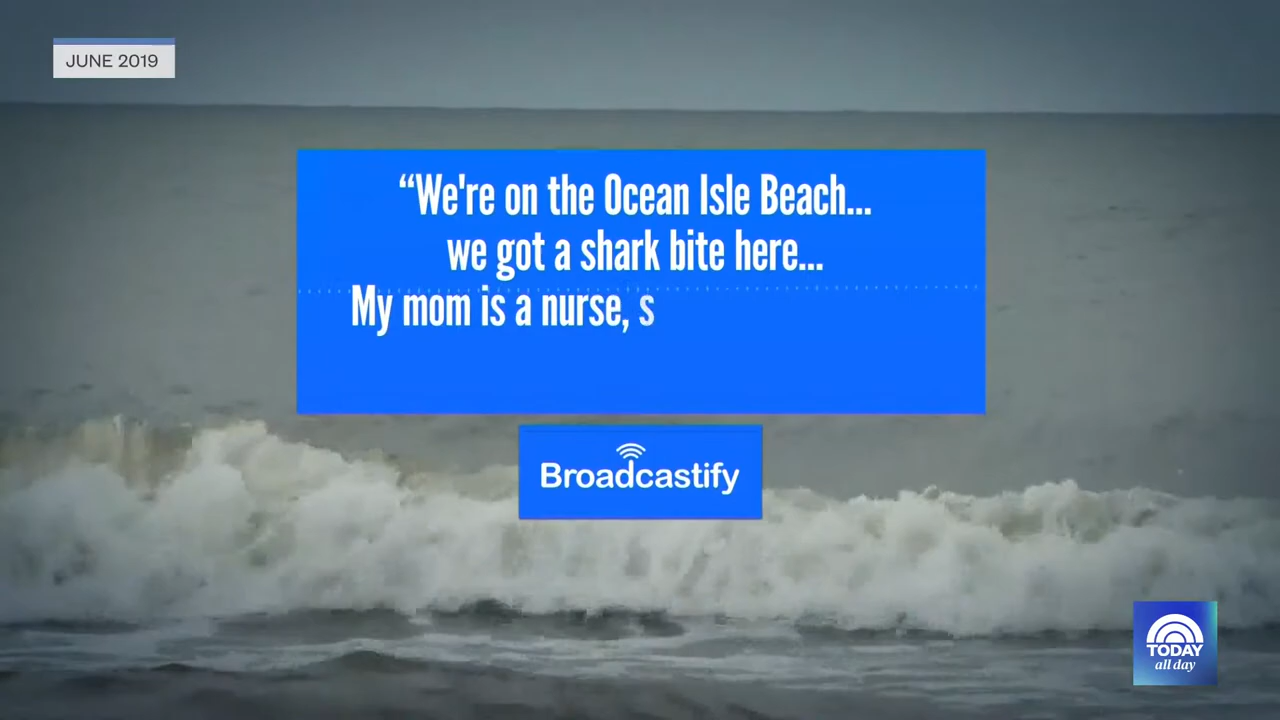 JUNE 2019
“We're on the Ocean Isle Beach...
we got a shark bite here...
My mom is a nurse, s
Broadcastify
TODAY
all day